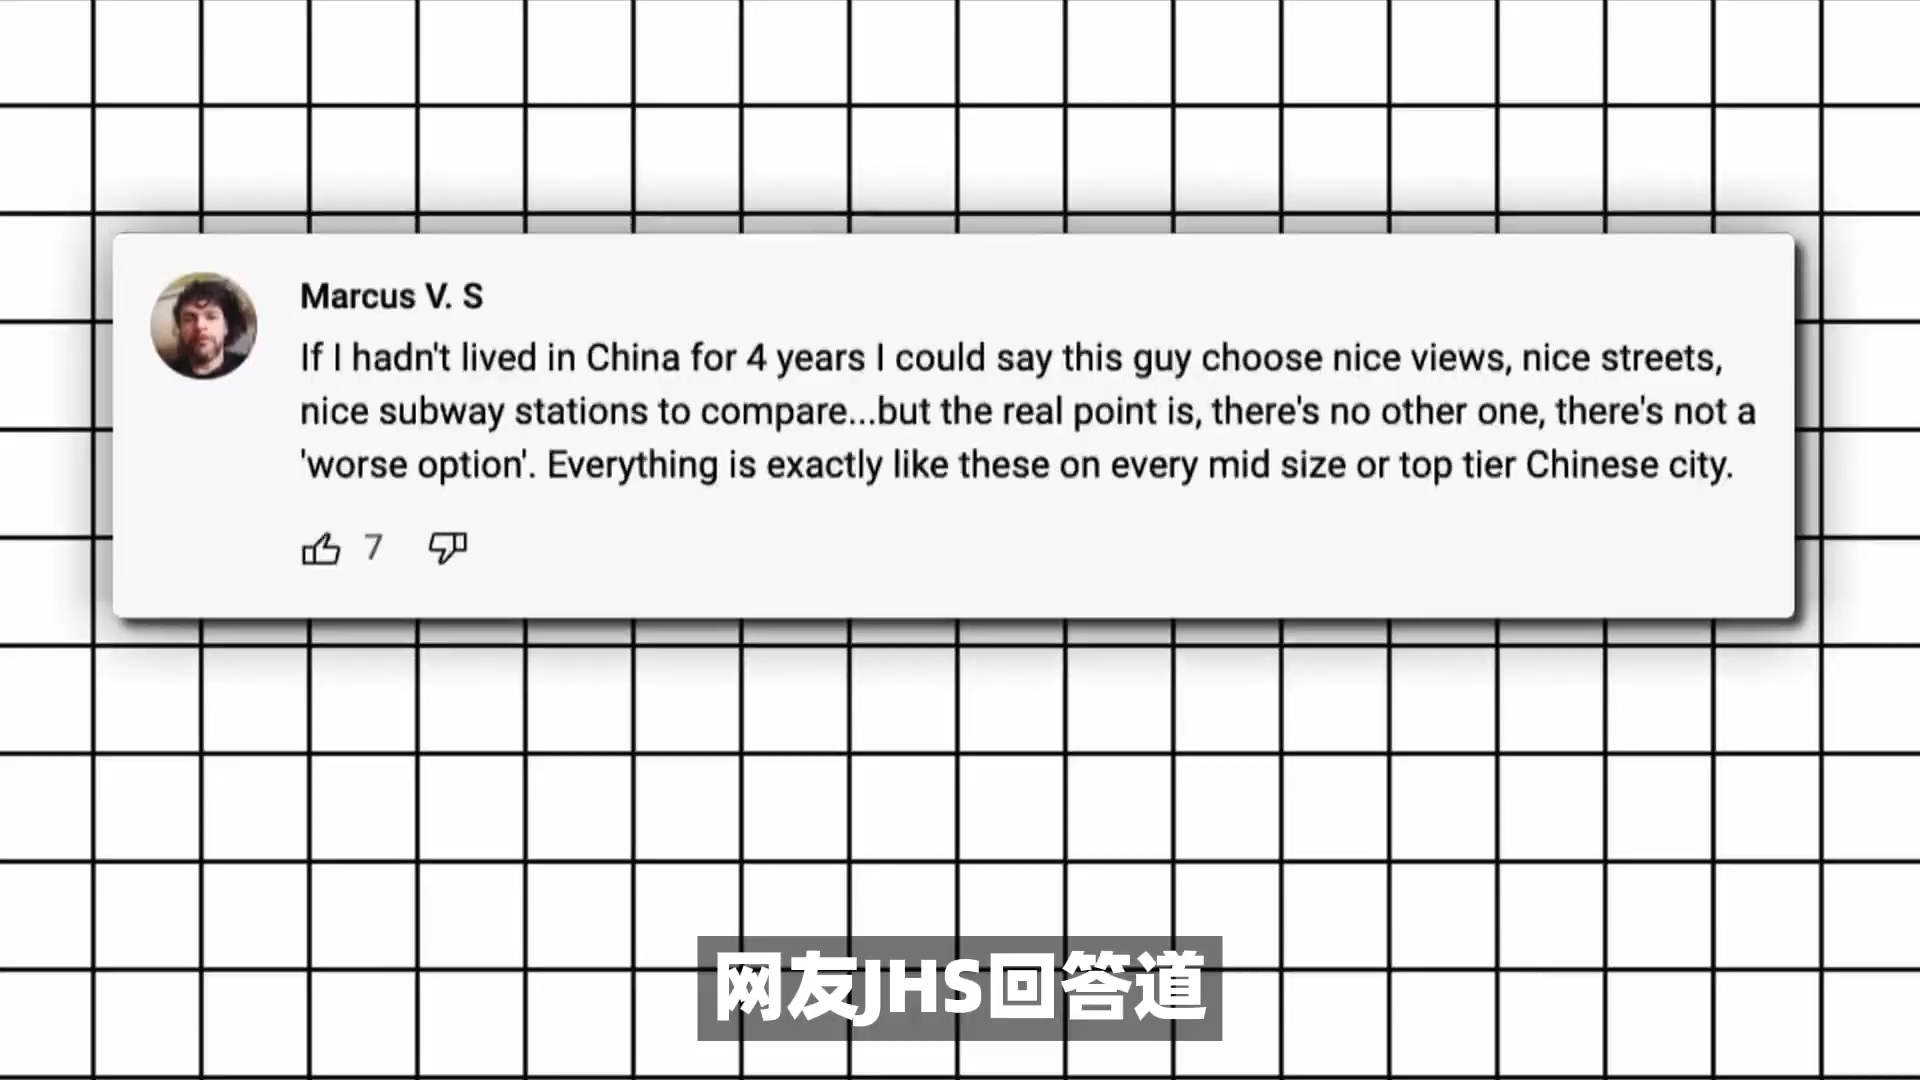 Marcus V. S
If I hadn't lived in China for 4 years I could say this guy choose nice views, nice streets,
nice subway stations to compare...but the real point is, there's no other one, there's not a
'worse option'. Everything is exactly like these on every mid size or top tier Chinese city.
7
网友JHS回答道